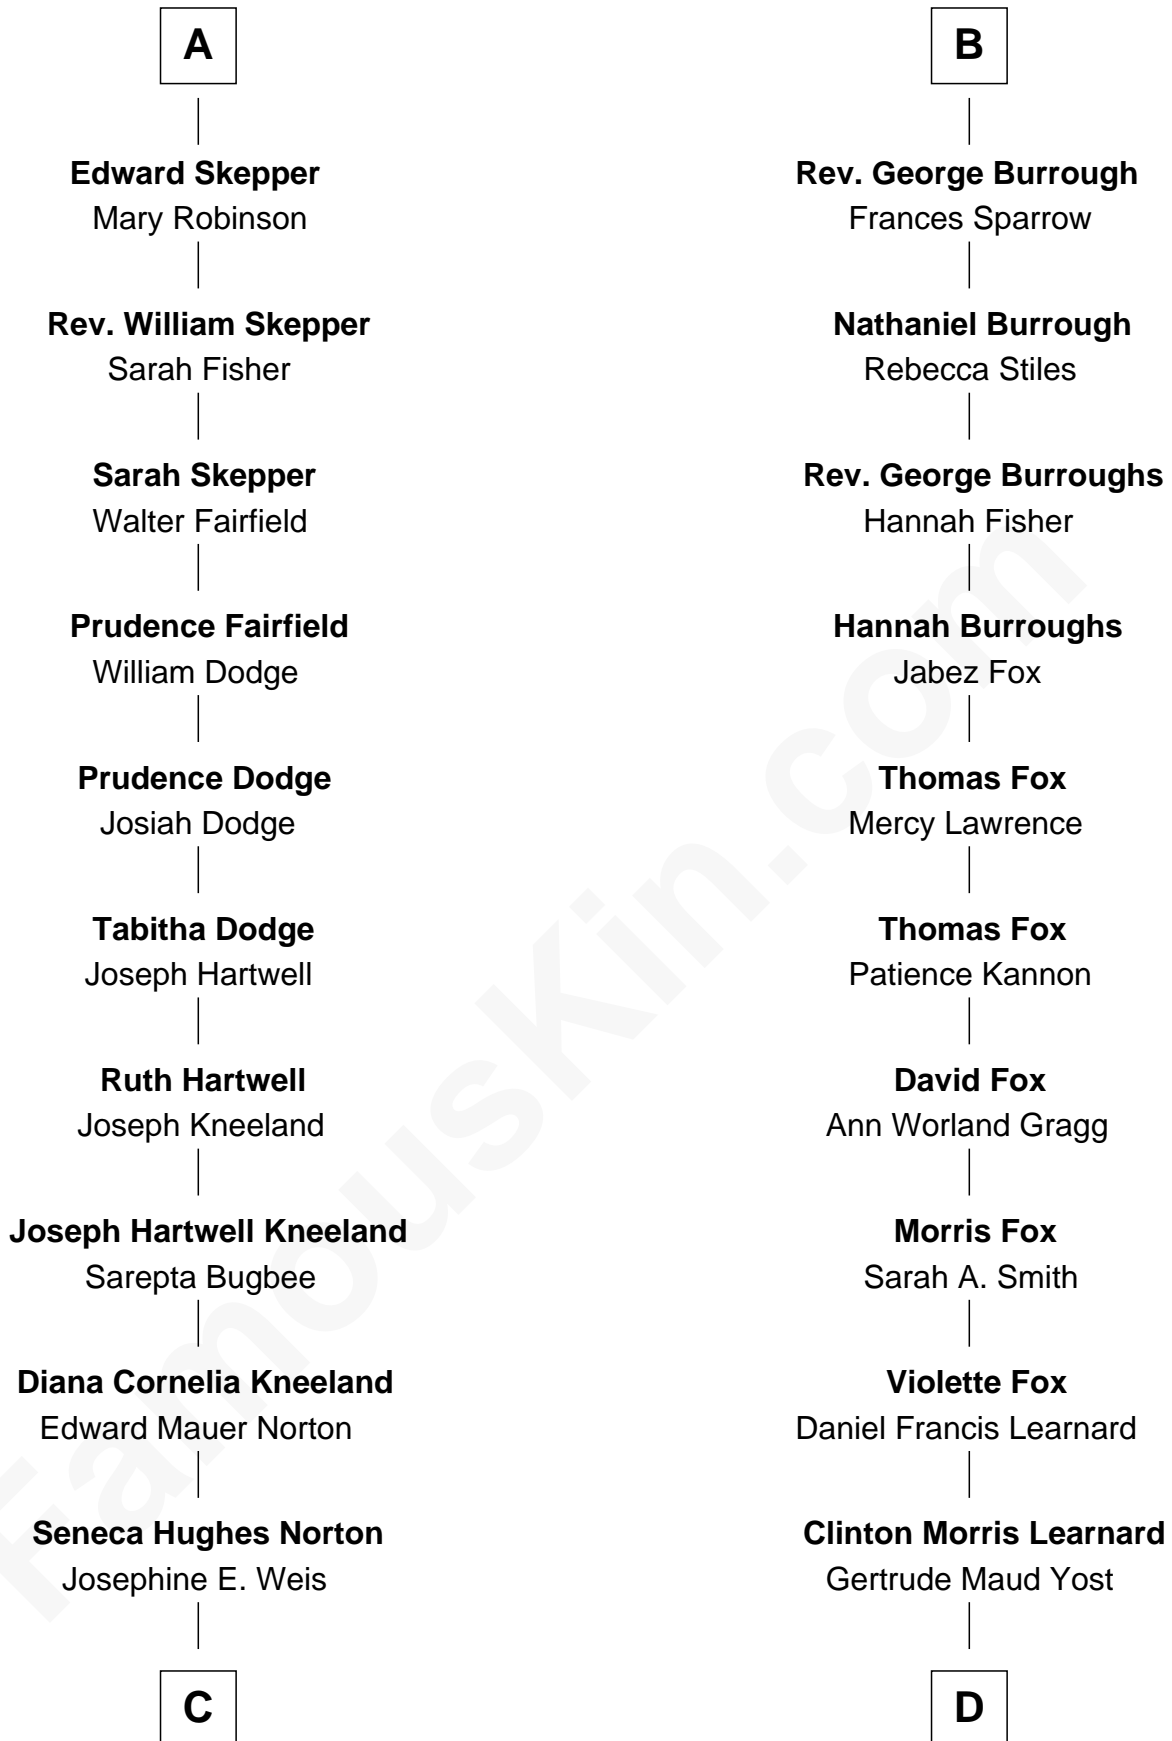 A
Edward Skepper
Mary Robinson
Rev. William Skepper
Sarah Fisher
Sarah Skepper
Walter Fairfield
Prudence Fairfield
William Dodge
Prudence Dodge
Josiah Dodge
Tabitha Dodge
Joseph Hartwell
Ruth Hartwell
Joseph Kneeland
Joseph Hartwell Kneeland
Sarepta Bugbee
Diana Cornelia Kneeland
Edward Mauer Norton
Seneca Hughes Norton
Josephine E. Weis
C
B
Rev. George Burrough
Frances Sparrow
Nathaniel Burrough
Rebecca Stiles
Rev. George Burroughs
Hannah Fisher
Hannah Burroughs
Jabez Fox
Thomas Fox
Mercy Lawrence
Thomas Fox
Patience Kannon
David Fox
Ann Worland Gragg
Morris Fox
Sarah A. Smith
Violette Fox
Daniel Francis Learnard
Clinton Morris Learnard
Gertrude Maud Yost
D
FamousKin.com